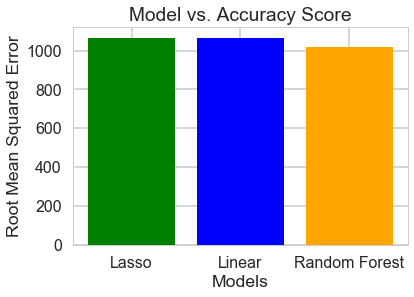 Model vs. Accuracy Score
Root Mean Squared Error
1000
800
600
400
200
0
Lasso
Linear
Random Forest
Models